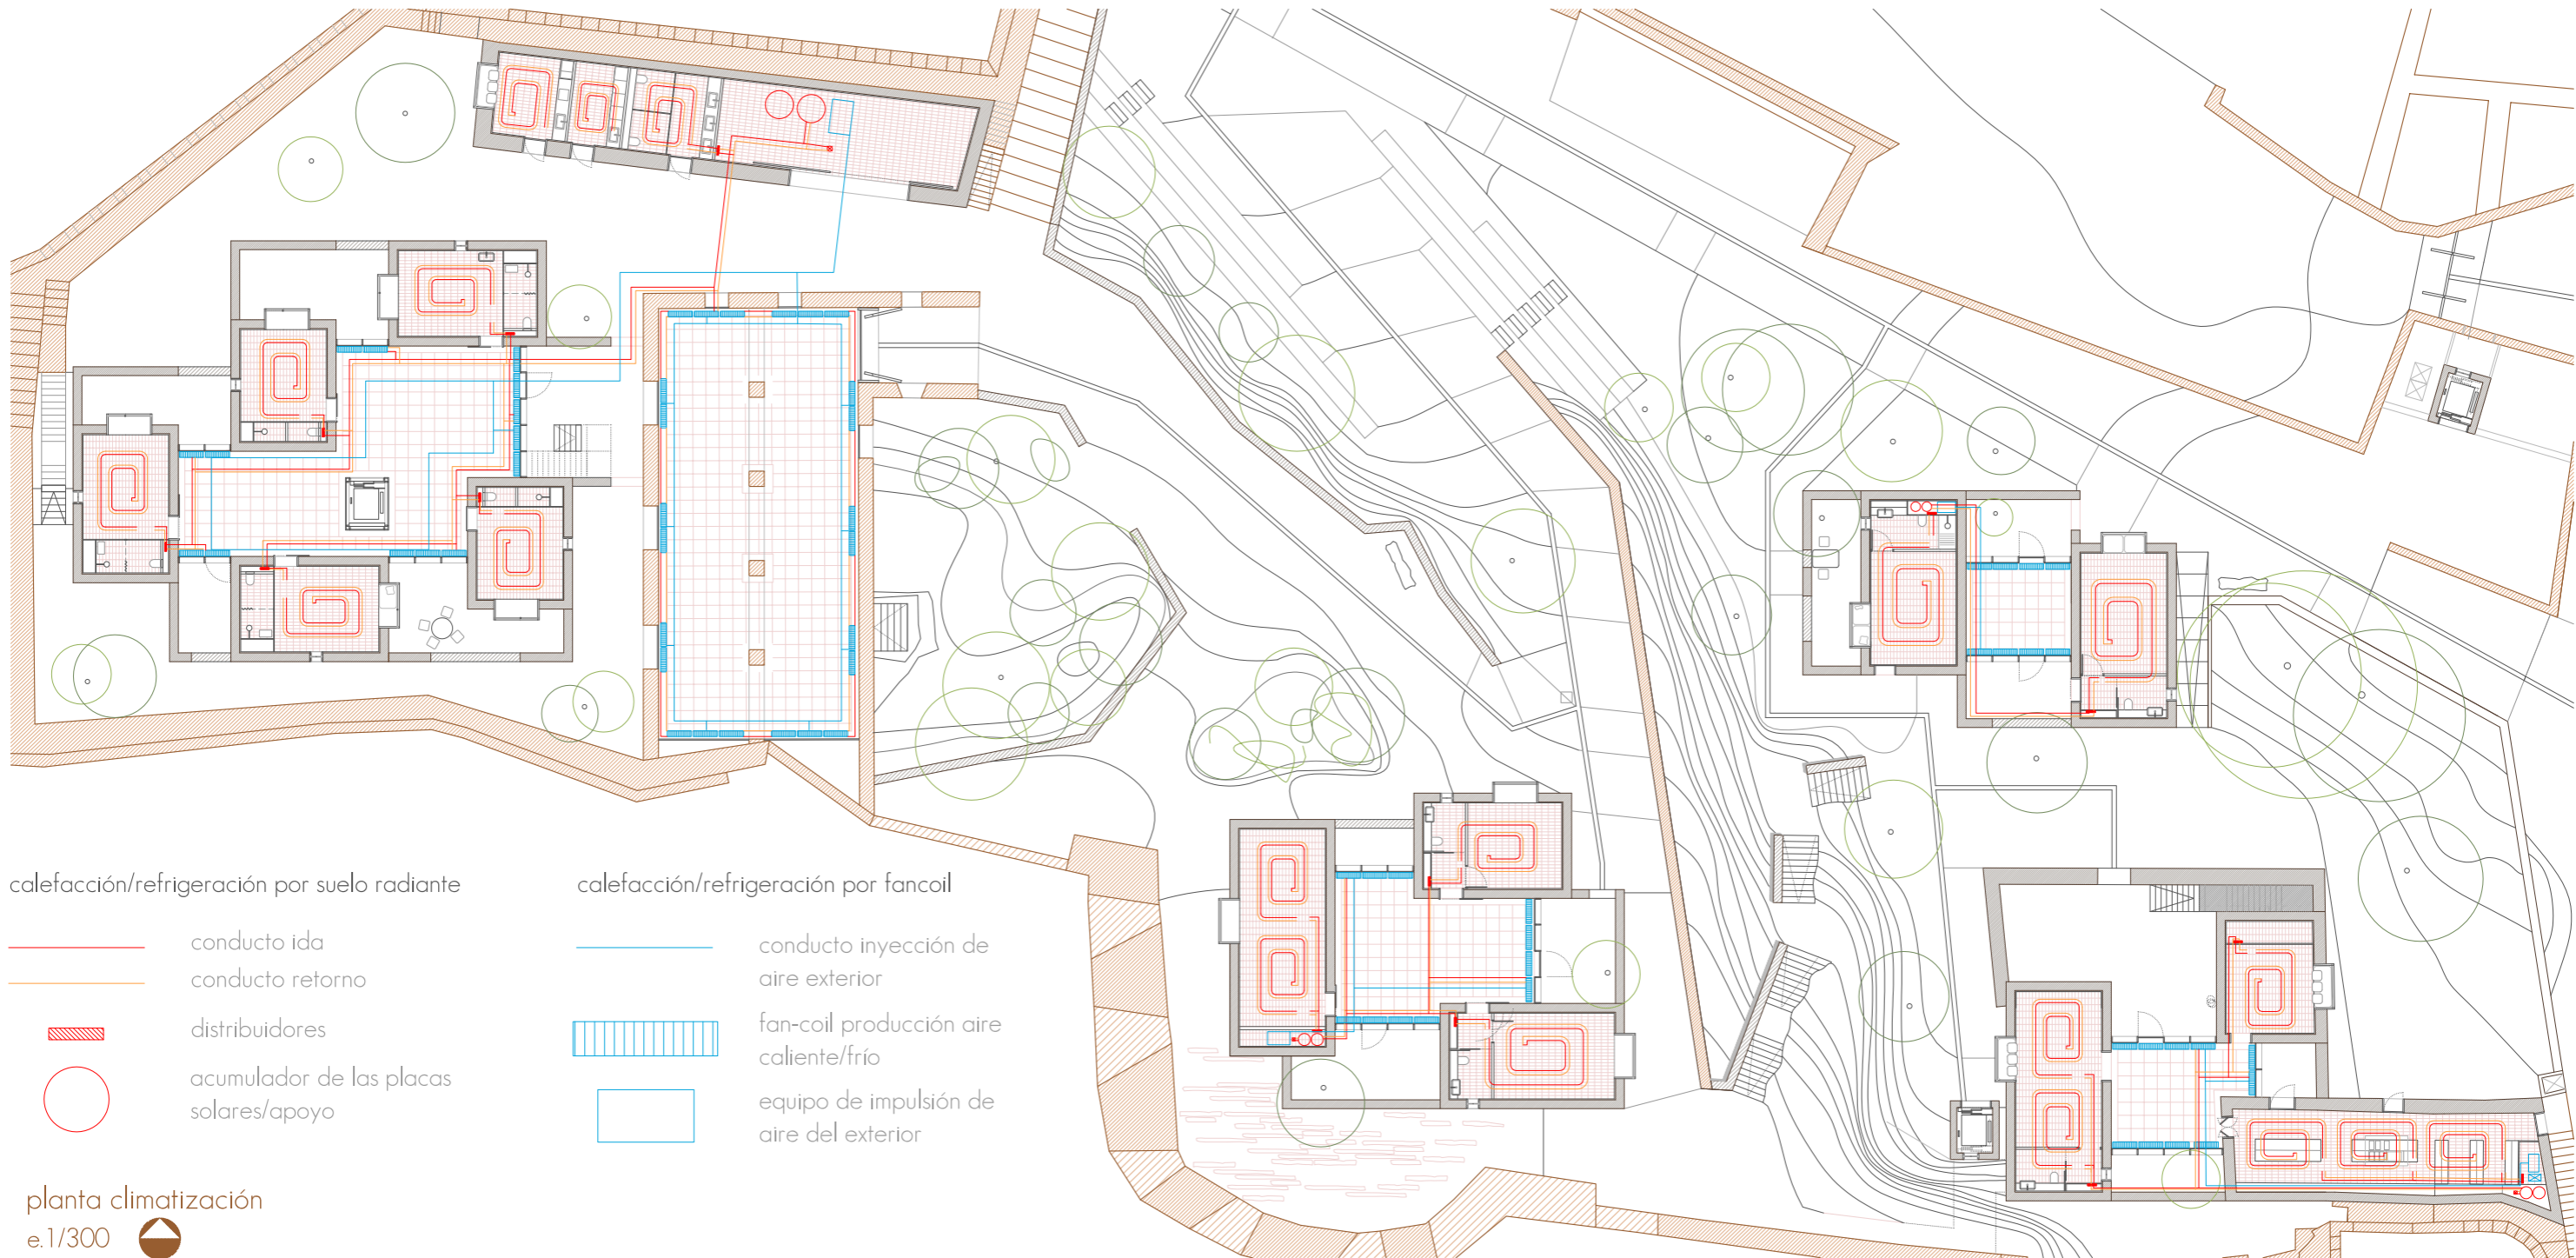 calefacción/refrigeración por suelo radiante
conducto ida
conducto retorno
distribuidores
acumulador de las placas
solares/apoyo
calefacción/refrigeración por fancoil
conducto inyección de
aire exterior
fan-coil producción aire
caliente/frío
equipo de impulsión de
aire del exterior
planta climatización
e.1/300